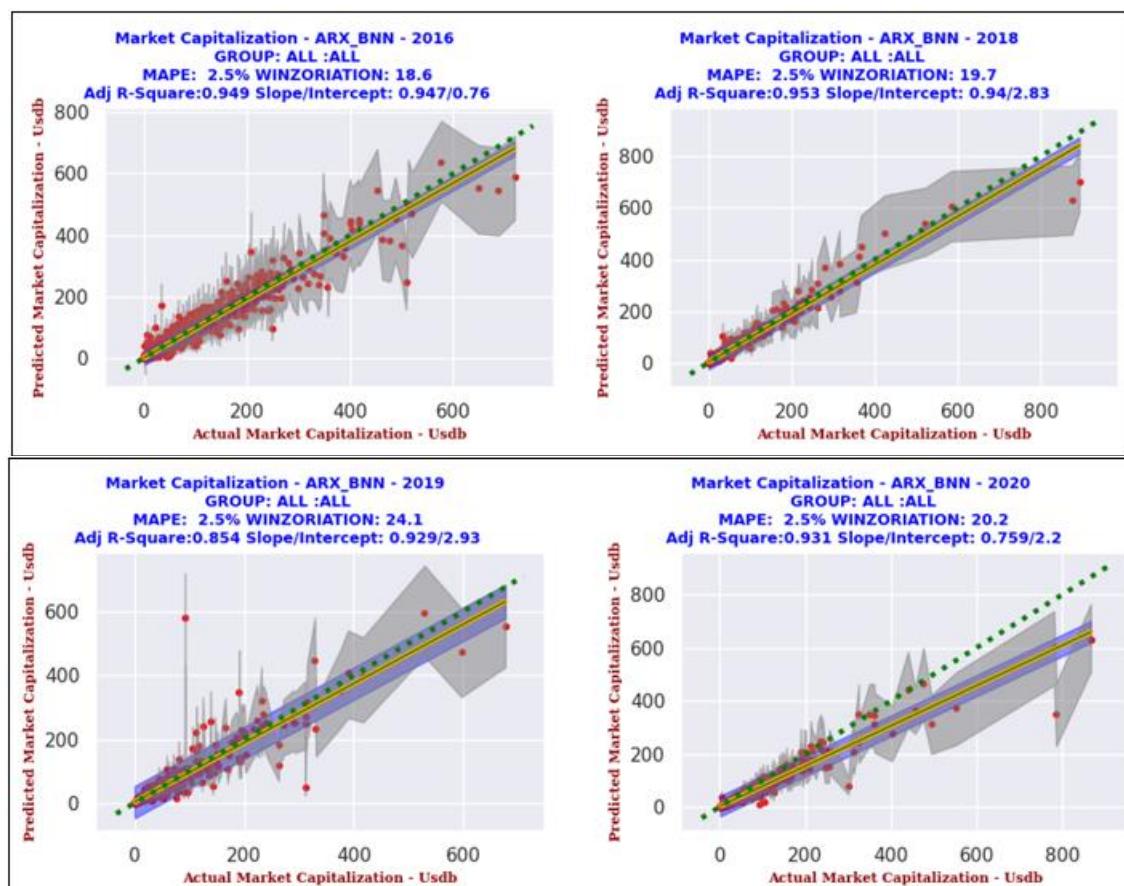 Market Capitalization - ARX_BNN - 2016
GROUP: ALL :ALL
MAPE: 2.5% WINZORIATION: 18.6
Adj R-Square:0.949 Slope/Intercept: 0.947/0.76
800
600
400
200
0
Predicted Market Capitalization - Usdb
0 200 400 600
Actual Market Capitalization - Usdb
Market Capitalization - ARX_BNN - 2018
GROUP: ALL :ALL
MAPE: 2.5% WINZORIATION: 19.7
Adj R-Square:0.953 Slope/Intercept: 0.94/2.83
800
600
400
200
0
Predicted Market Capitalization - Usdb
0 200 400 600 800
Actual Market Capitalization - Usdb
Market Capitalization - ARX_BNN - 2019
GROUP: ALL :ALL
MAPE: 2.5% WINZORIATION: 24.1
Adj R-Square:0.854 Slope/Intercept: 0.929/2.93
600
400
200
0
Predicted Market Capitalization - Usdb
0 200 400 600
Actual Market Capitalization - Usdb
Market Capitalization - ARX_BNN - 2020
GROUP: ALL :ALL
MAPE: 2.5% WINZORIATION: 20.2
Adj R-Square:0.931 Slope/Intercept: 0.759/2.2
800
600
400
200
0
Predicted Market Capitalization - Usdb
0 200 400 600 800
Actual Market Capitalization - Usdb